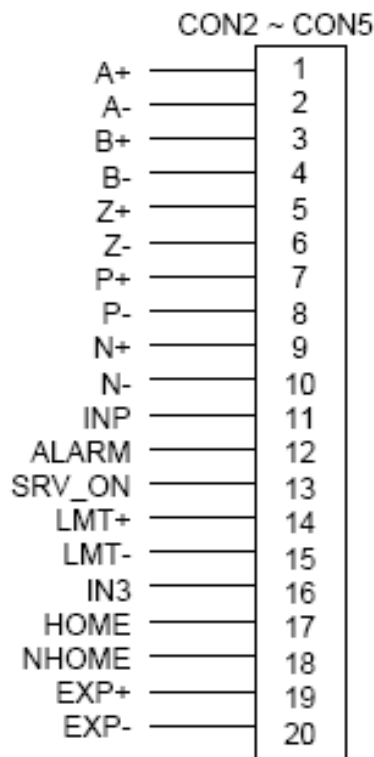 CON2 ~ CON5
A+ 1
A- 2
B+ 3
B- 4
Z+ 5
Z- 6
P+ 7
P- 8
N+ 9
N- 10
INP 11
ALARM 12
SRV_ON 13
LMT+ 14
LMT- 15
IN3 16
HOME 17
NHOME 18
EXP+ 19
EXP- 20